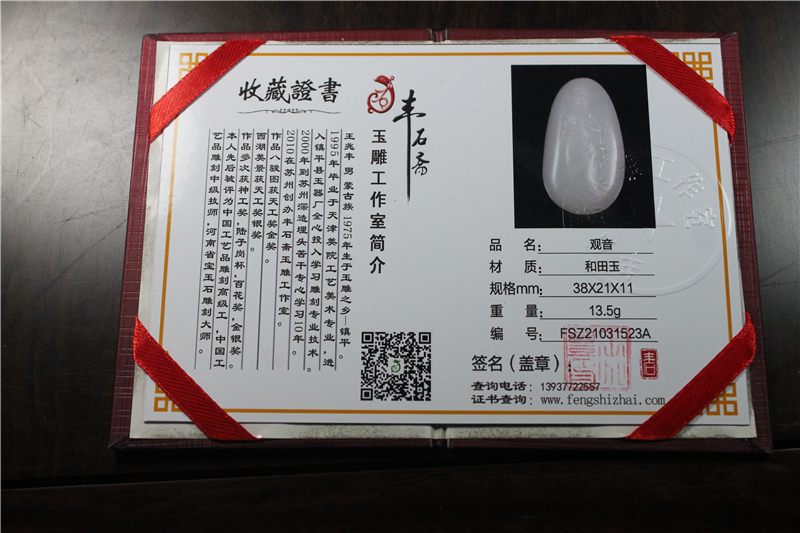 收藏證書
丰石斋
玉雕工作室简介
王兆丰 男 蒙古族 1975年生于玉雕之乡—镇平。
1995年毕业于天津美院工艺美术专业，进
入镇平县玉器厂全心投入学习雕刻专业技术。
2000年到苏州深造埋头苦干专心学习10年。
2010在苏州创办丰石斋玉雕工作室。
作品八骏图获天工奖金奖。
西湖美景获天工奖银奖。
作品多次获神工奖，陆子岗杯，百花奖，金银奖。
本人先后被评为中国工艺品雕刻高级工，中国工
艺品雕刻中级技师，河南省宝玉石雕刻大师。
品 名： 观音
材 质： 和田玉
规格mm： 38X21X11
重 量： 13.5g
编 号： FSZ21031523A
签名（盖章）：
查询电话：13937722557
证书查询：www.fengshizhai.com